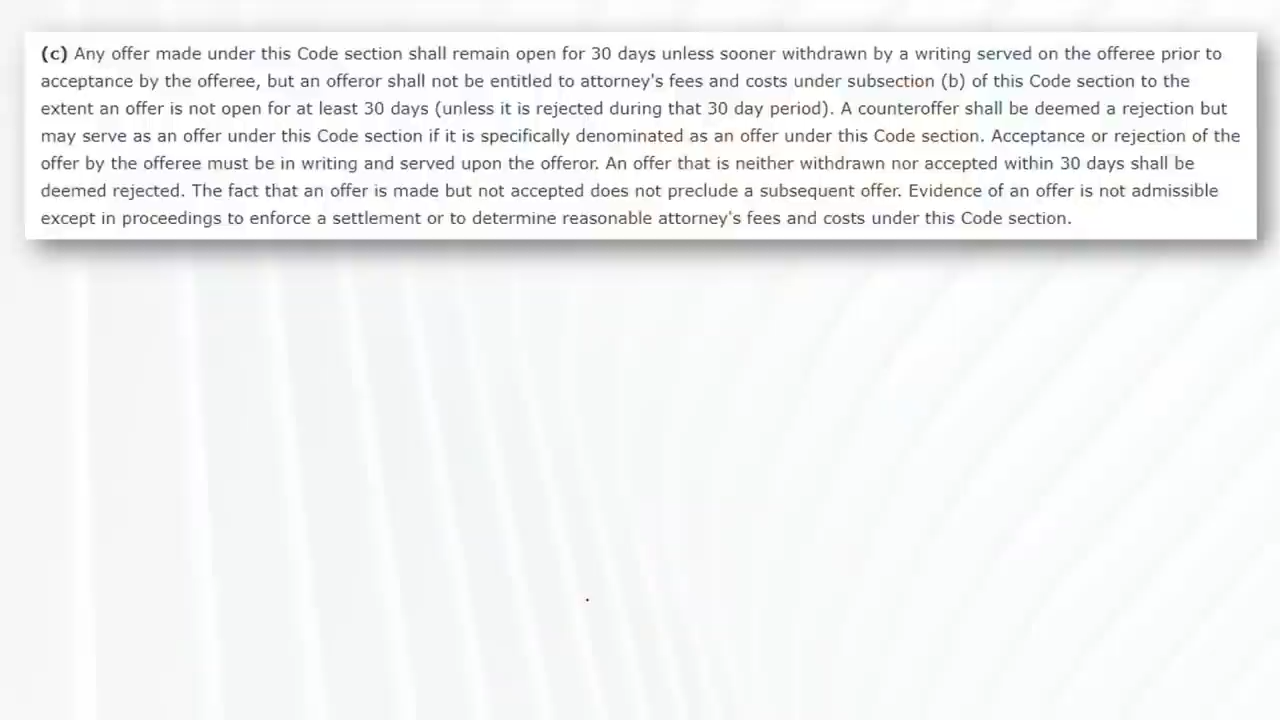 (c) Any offer made under this Code section shall remain open for 30 days unless sooner withdrawn by a writing served on the offeree prior to
acceptance by the offeree, but an offeror shall not be entitled to attorney's fees and costs under subsection (b) of this Code section to the
extent an offer is not open for at least 30 days (unless it is rejected during that 30 day period). A counteroffer shall be deemed a rejection but
may serve as an offer under this Code section if it is specifically denominated as an offer under this Code section. Acceptance or rejection of the
offer by the offeree must be in writing and served upon the offeror. An offer that is neither withdrawn nor accepted within 30 days shall be
deemed rejected. The fact that an offer is made but not accepted does not preclude a subsequent offer. Evidence of an offer is not admissible
except in proceedings to enforce a settlement or to determine reasonable attorney's fees and costs under this Code section.